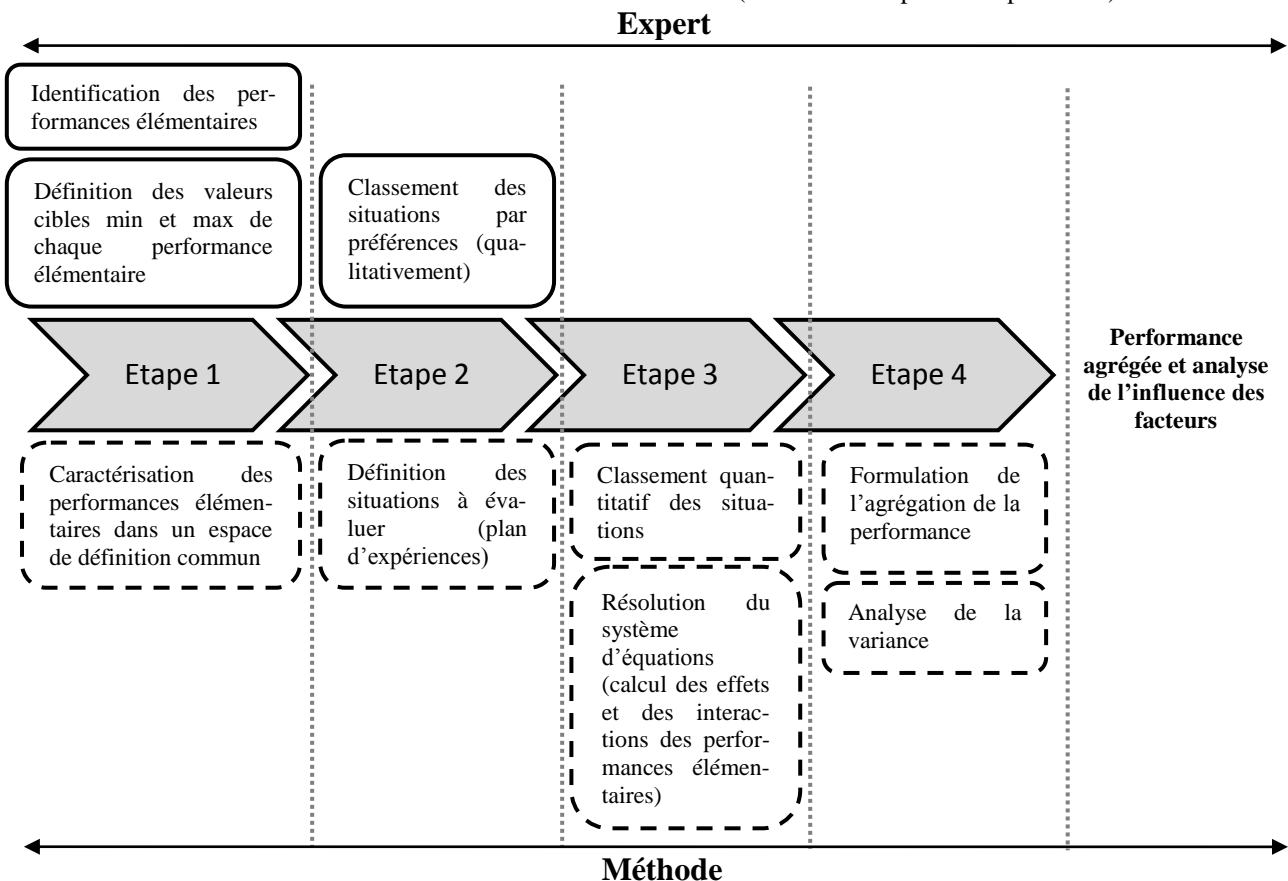 Expert
Identification des per-
formances élémentaires
Définition des valeurs
cibles min et max de
chaque performance
élémentaire
Classement des
situations par
préférences (qua-
litativement)
Etape 1
Etape 2
Etape 3
Etape 4
Performance
agrégée et analyse
de l’influence des
facteurs
Caractérisation des
performances élémen-
taires dans un espace
de définition commun
Définition des
situations à éva-
luer (plan
d’expériences)
Classement quan-
titatif des situa-
tions
Résolution du
système
d’équations
(calcul des effets
et des interac-
tions des perfor-
mances élémen-
taires)
Formulation de
l’agrégation de la
performance
Analyse de la
variance
Méthode